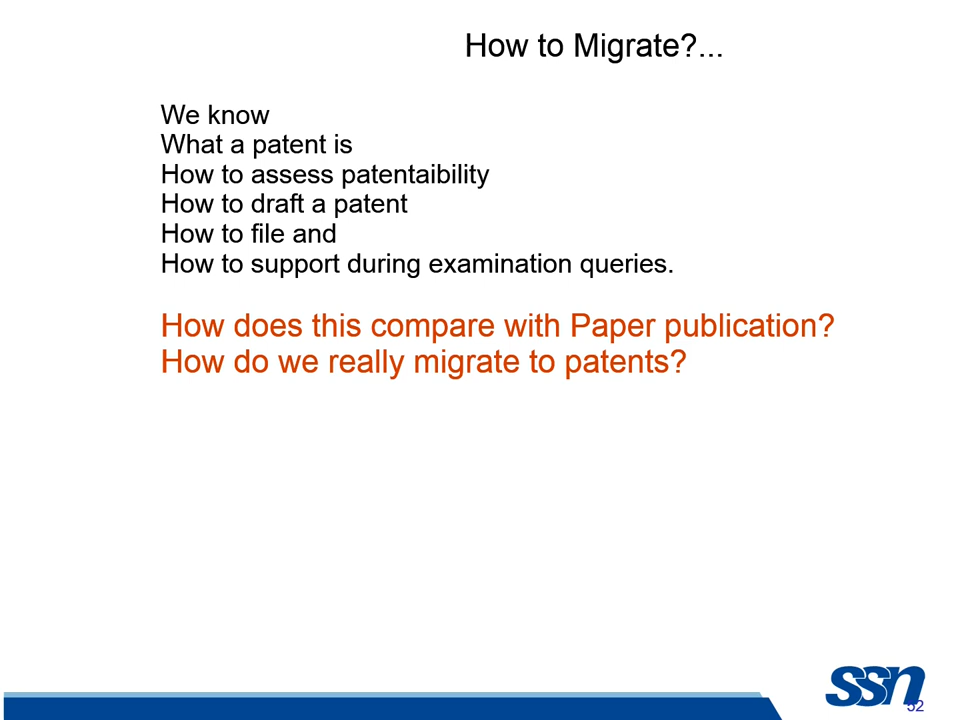 How to Migrate?...
We know
What a patent is
How to assess patentaibility
How to draft a patent
How to file and
How to support during examination queries.
How does this compare with Paper publication?
How do we really migrate to patents?
ssn
52